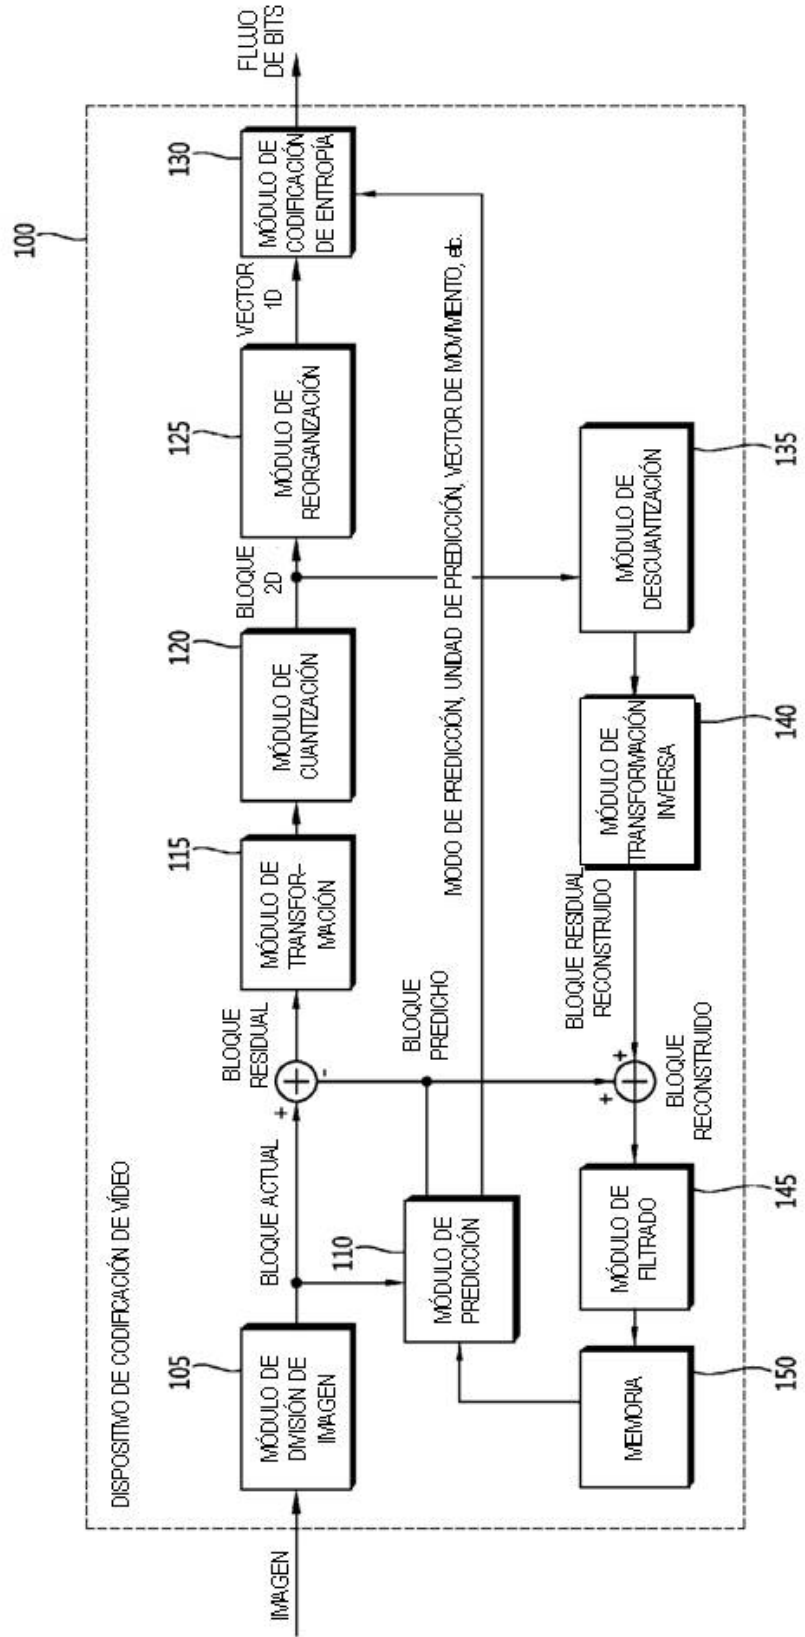 100
DISPOSITIVO DE CODIFICACIÓN DE VÍDEO
IMAGEN
105
MÓDULO DE
DIVISIÓN DE
IMAGEN
BLOQUE ACTUAL
+
-
BLOQUE
RESIDUAL
115
MÓDULO DE
TRANSFOR-
MACIÓN
120
MÓDULO DE
CUANTIZACIÓN
BLOQUE
2D
125
MÓDULO DE
REORGANIZACIÓN
VECTOR
1D
130
MÓDULO DE
CODIFICACIÓN
DE ENTROPÍA
FLUJO
DE BITS
110
MÓDULO DE
PREDICCIÓN
BLOQUE
PREDICHO
MODO DE PREDICCIÓN, UNIDAD DE PREDICCIÓN, VECTOR DE MOVIMIENTO, etc.
MEMORIA
150
MÓDULO DE
FILTRADO
145
BLOQUE
RECONSTRUIDO
+
+
BLOQUE RESIDUAL
RECONSTRUIDO
MÓDULO DE
TRANSFORMACIÓN
INVERSA
140
MÓDULO DE
DESCUANTIZACIÓN
135